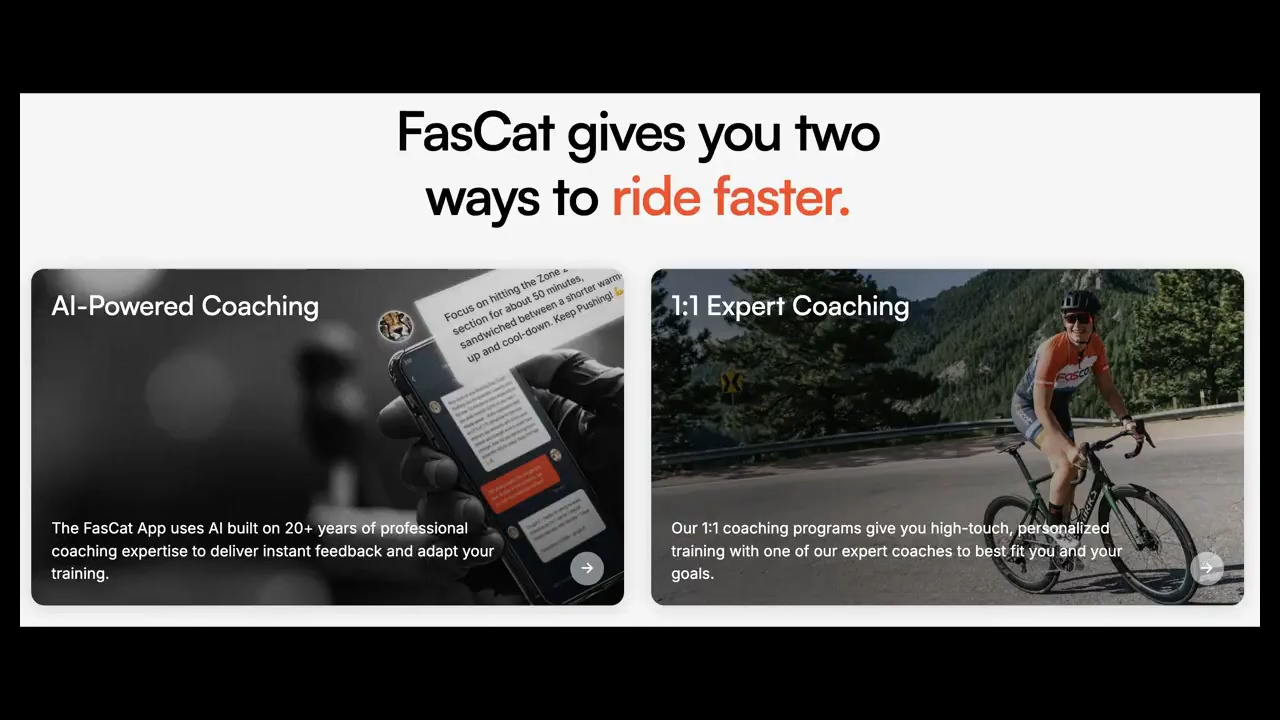 FasCat gives you two
ways to ride faster.
AI-Powered Coaching
Focus on hitting the Zone 2
section for about 50 minutes,
sandwiched between a shorter warm-
up and cool-down. Keep Pushing! 💪
The FasCat App uses AI built on 20+ years of professional
coaching expertise to deliver instant feedback and adapt your
training.
1:1 Expert Coaching
Our 1:1 coaching programs give you high-touch, personalized
training with one of our expert coaches to best fit you and your
goals.